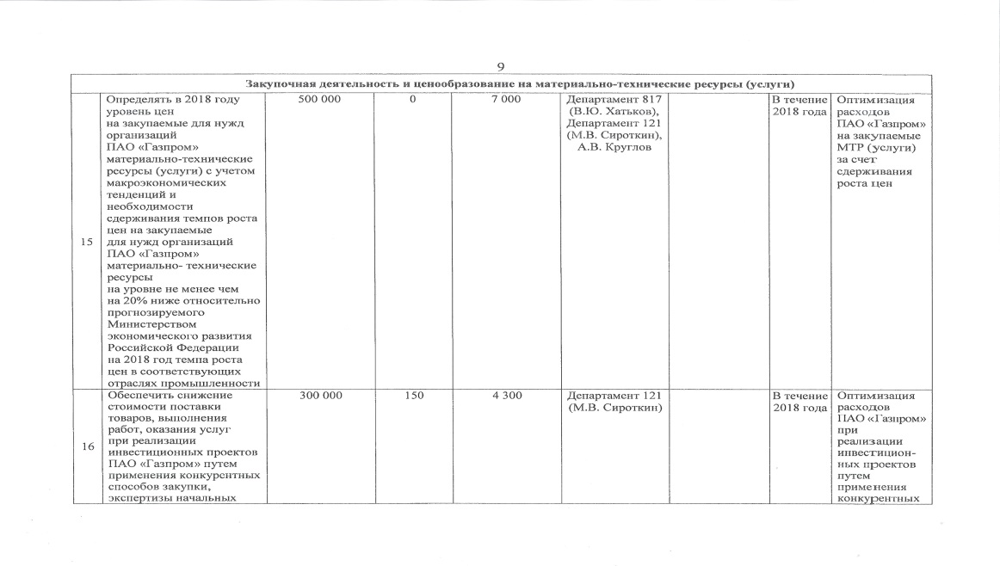 9
Закупочная деятельность и ценообразование на материально-технические ресурсы (услуги)
15
Определять в 2018 году
уровень цен
на закупаемые для нужд
организаций
ПАО «Газпром»
материально-технические
ресурсы (услуги) с учетом
макроэкономических
тенденций и
необходимости
сдерживания темпов роста
цен на закупаемые
для нужд организаций
ПАО «Газпром»
материально- технические
ресурсы
на уровне не менее чем
на 20% ниже относительно
прогнозируемого
Министерством
экономического развития
Российской Федерации
на 2018 год темпа роста
цен в соответствующих
отраслях промышленности
500 000
0
7 000
Департамент 817
(В.Ю. Хатьков),
Департамент 121
(М.В. Сироткин),
А.В. Круглов
В течение
2018 года
Оптимизация
расходов
ПАО «Газпром»
на закупаемые
МТР (услуги)
за счет
сдерживания
роста цен
16
Обеспечить снижение
стоимости поставки
товаров, выполнения
работ, оказания услуг
при реализации
инвестиционных проектов
ПАО «Газпром» путем
применения конкурентных
способов закупки,
экспертизы начальных
300 000
150
4 300
Департамент 121
(М.В. Сироткин)
В течение
2018 года
Оптимизация
расходов
ПАО «Газпром»
при
реализации
инвестицион-
ных проектов
путем
применения
конкурентных